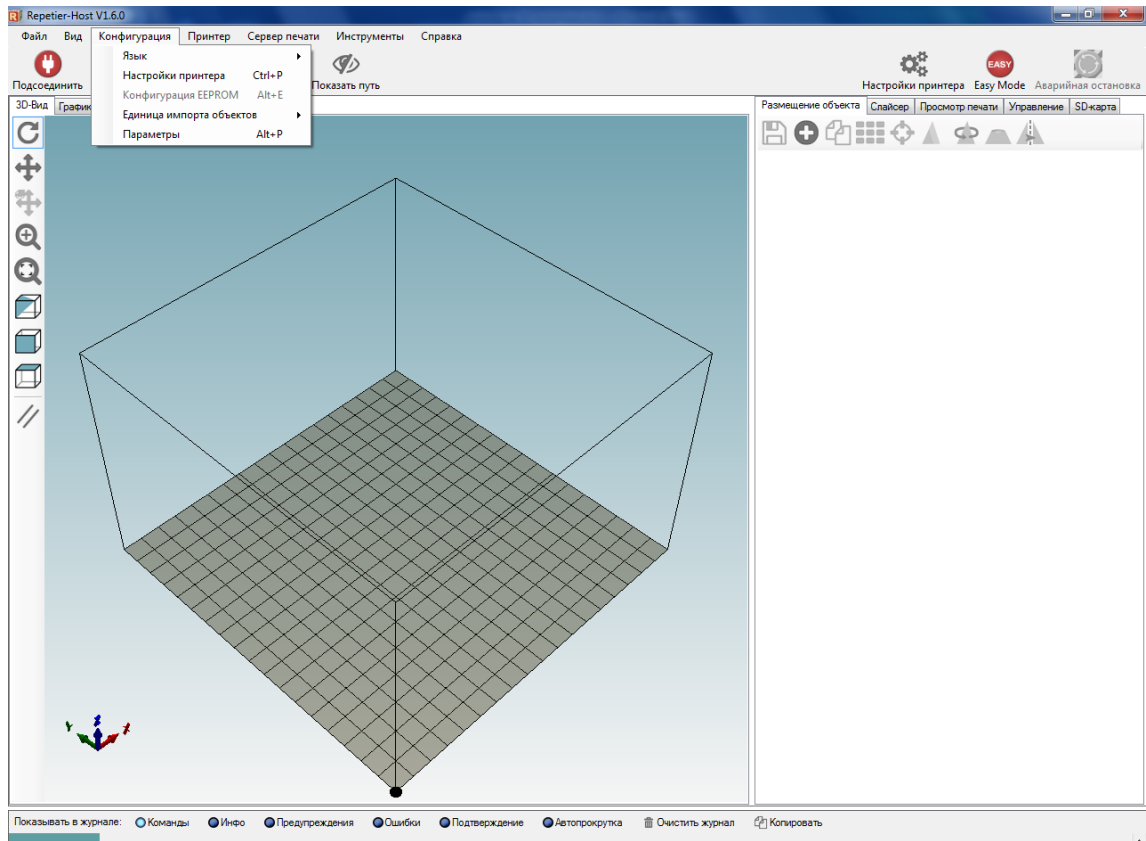 Repetier-Host V1.6.0
Файл Вид Конфигурация Принтер Сервер печати Инструменты Справка
Язык
Настройки принтера Ctrl+P
Конфигурация EEPROM Alt+E
Единица импорта объектов
Параметры Alt+P
EASY
Подсоединить Показать путь Настройки принтера Easy Mode Аварийная остановка
3D-Вид График Размещение объекта Слайсер Просмотр печати Управление SD-карта
Y Z X
Показывать в журнале: Команды Инфо Предупреждения Ошибки Подтверждение Автопрокрутка Очистить журнал Копировать